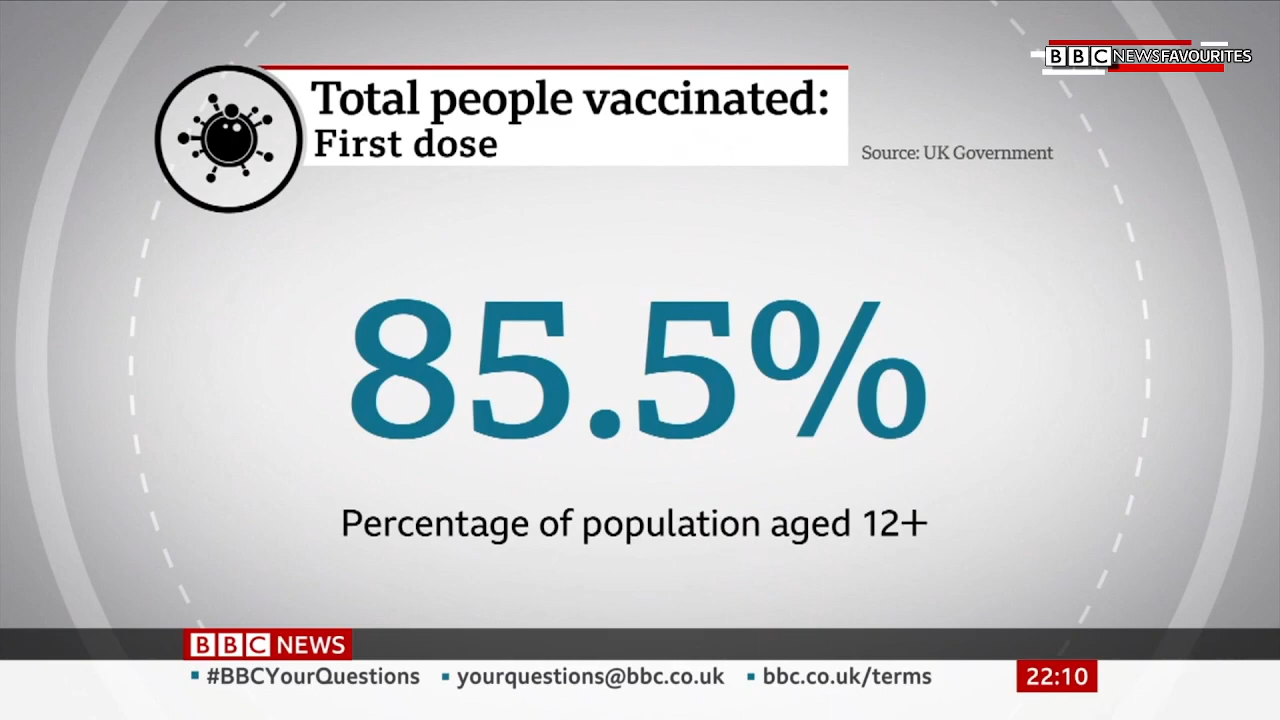 BBC NEWSFAVOURITES
Total people vaccinated:
First dose
Source: UK Government
85.5%
Percentage of population aged 12+
BBC NEWS
#BBCYourQuestions yourquestions@bbc.co.uk bbc.co.uk/terms 22:10